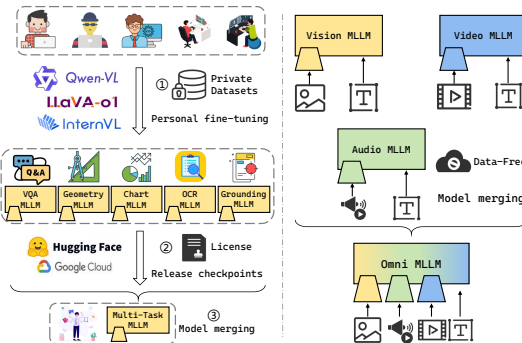 Qwen-VL
LLaVA-o1
InternVL
① Private
Datasets
Personal fine-tuning
Q&A
VQA
MLLM
Geometry
MLLM
Chart
MLLM
OCR
MLLM
Grounding
MLLM
Hugging Face
Google Cloud
② License
Release checkpoints
Multi-Task
MLLM
③
Model merging
Vision MLLM
Video MLLM
T
T
Audio MLLM
Data-Free
T
Model merging
Omni MLLM
T